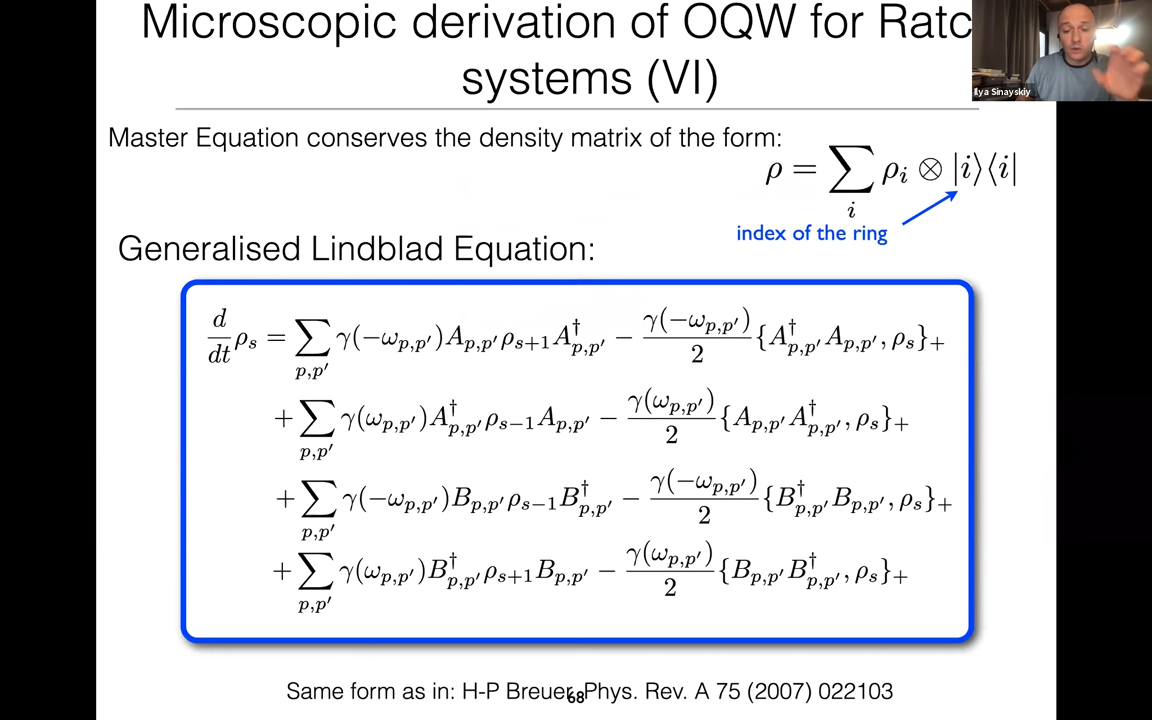 Microscopic derivation of OQW for Ratc
systems (VI)
Ilya Sinayskiy
Master Equation conserves the density matrix of the form:
ρ = ∑_i ρ_i ⊗ |i⟩⟨i|
index of the ring
Generalised Lindblad Equation:
d/dt ρ_s = ∑_{p,p'} γ(−ω_{p,p'}) A_{p,p'} ρ_{s+1} A†_{p,p'} − γ(−ω_{p,p'})/2 {A†_{p,p'} A_{p,p'}, ρ_s}_+
+ ∑_{p,p'} γ(ω_{p,p'}) A†_{p,p'} ρ_{s−1} A_{p,p'} − γ(ω_{p,p'})/2 {A_{p,p'} A†_{p,p'}, ρ_s}_+
+ ∑_{p,p'} γ(−ω_{p,p'}) B_{p,p'} ρ_{s−1} B†_{p,p'} − γ(−ω_{p,p'})/2 {B†_{p,p'} B_{p,p'}, ρ_s}_+
+ ∑_{p,p'} γ(ω_{p,p'}) B†_{p,p'} ρ_{s+1} B_{p,p'} − γ(ω_{p,p'})/2 {B_{p,p'} B†_{p,p'}, ρ_s}_+
Same form as in: H-P Breuer, Phys. Rev. A 75 (2007) 022103
68